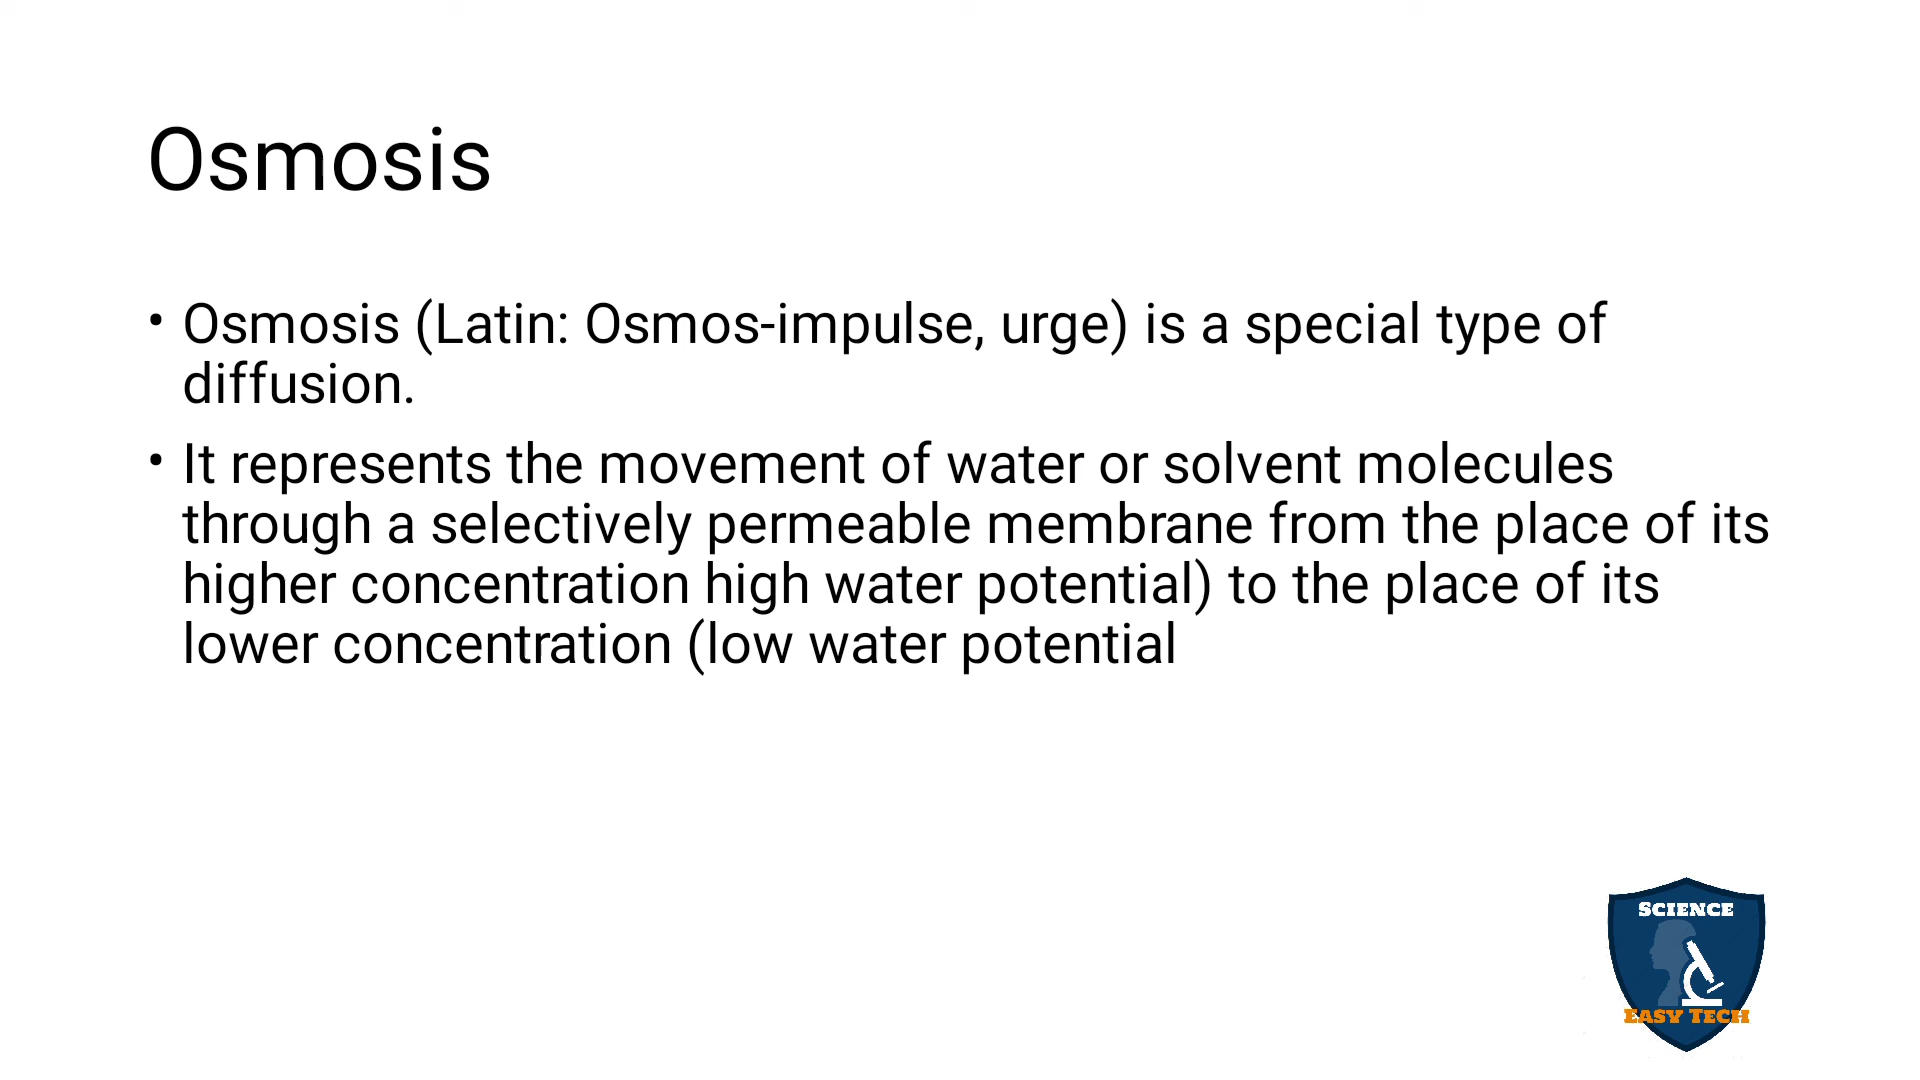 Osmosis
• Osmosis (Latin: Osmos-impulse, urge) is a special type of
diffusion.
• It represents the movement of water or solvent molecules
through a selectively permeable membrane from the place of its
higher concentration high water potential) to the place of its
lower concentration (low water potential
SCIENCE
EASY TECH